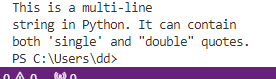 This is a multi-line
string in Python. It can contain
both 'single' and "double" quotes.
PS C:\Users\dd>